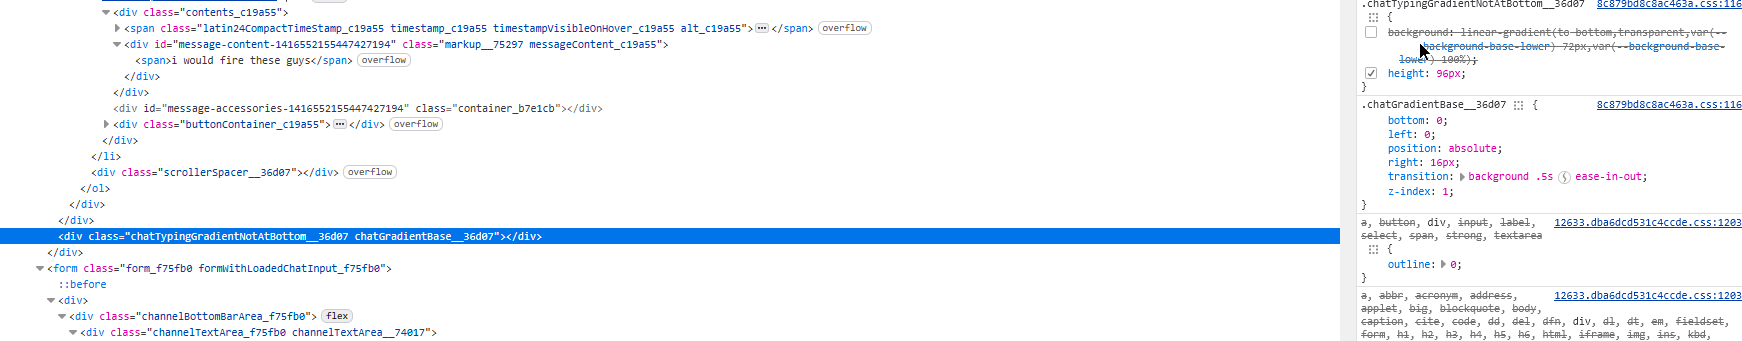 <div class="contents_c19a55">
<span class="latin24CompactTimeStamp_c19a55 timestamp_c19a55 timestampVisibleOnHover_c19a55 alt_c19a55"> ••• </span> overflow
<div id="message-content-1416552155447427194" class="markup__75297 messageContent_c19a55">
<span>i would fire these guys</span> overflow
</div>
</div>
<div id="message-accessories-1416552155447427194" class="container_b7e1cb"></div>
<div class="buttonContainer_c19a55"> ••• </div> overflow
</div>
</li>
<div class="scrollerSpacer__36d07"></div> overflow
</ol>
</div>
</div>
<div class="chatTypingGradientNotAtBottom__36d07 chatGradientBase__36d07"></div>
</div>
<form class="form_f75fb0 formWithLoadedChatInput_f75fb0">
::before
<div>
<div class="channelBottomBarArea_f75fb0"> flex
<div class="channelTextArea_f75fb0 channelTextArea__74017">
.chatTypingGradientNotAtBottom__36d07 8c879bd8c8ac463a.css:116
{
background: linear-gradient(to bottom,transparent,var(--
background-base-lower) 72px,var(--background-base-
lower) 100%);
height: 96px;
}
.chatGradientBase__36d07 { 8c879bd8c8ac463a.css:116
bottom: 0;
left: 0;
position: absolute;
right: 16px;
transition: background .5s ease-in-out;
z-index: 1;
}
a, button, div, input, label, 12633.dba6dcd531c4ccde.css:1203
select, span, strong, textarea
{
outline: 0;
}
a, abbr, acronym, address, 12633.dba6dcd531c4ccde.css:1203
applet, big, blockquote, body,
caption, cite, code, dd, del, dfn, div, dl, dt, em, fieldset,
form, h1, h2, h3, h4, h5, h6, html, iframe, img, ins, kbd,